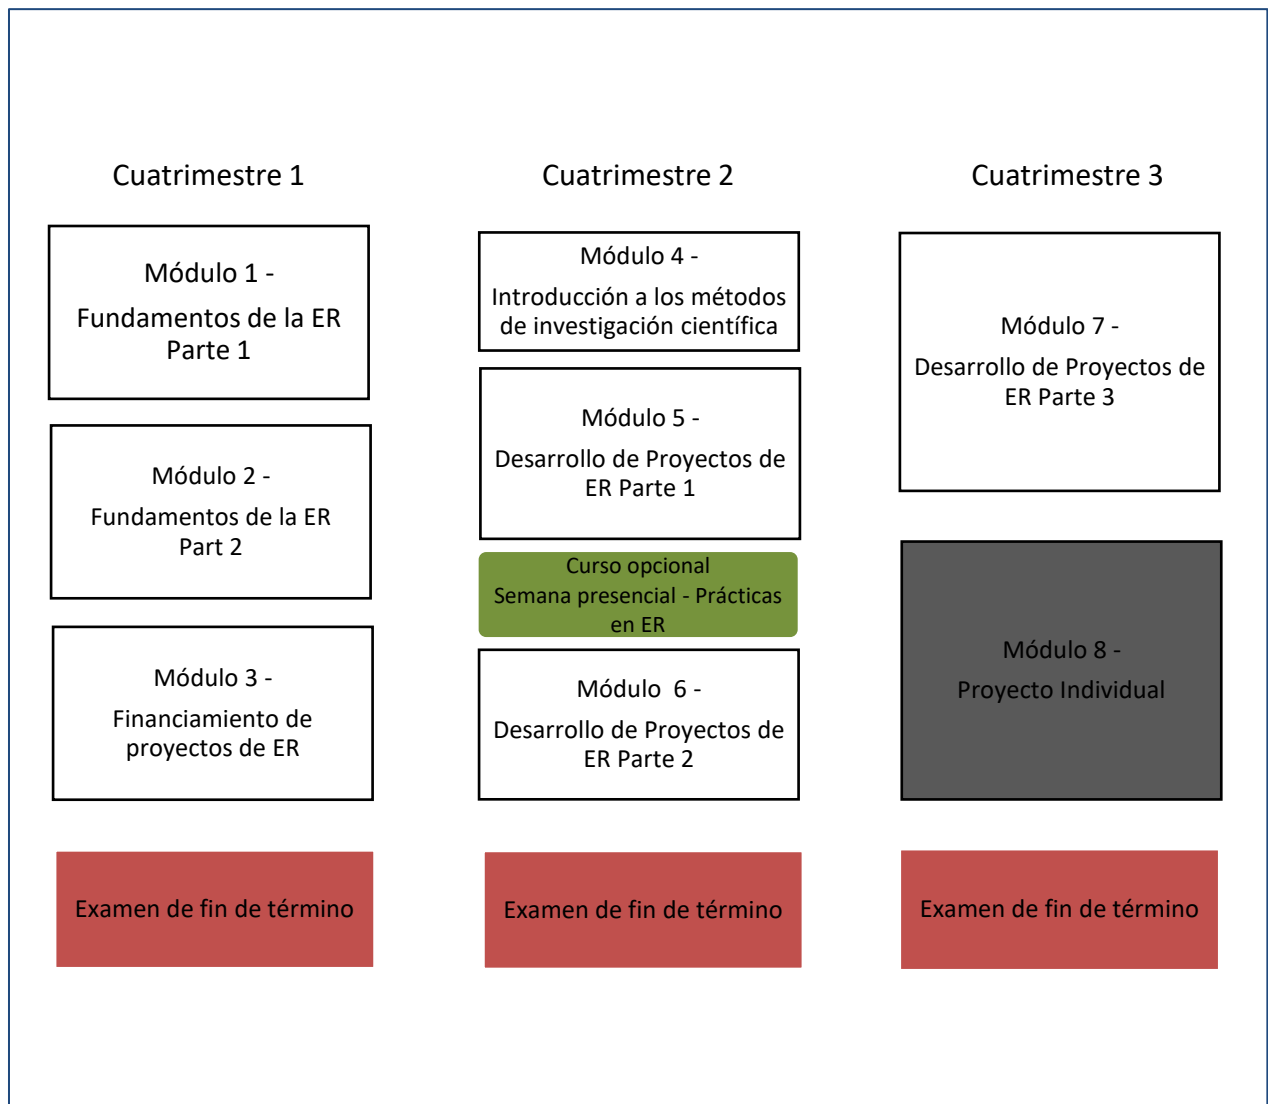 Cuatrimestre 1
Módulo 1 -
Fundamentos de la ER
Parte 1
Módulo 2 -
Fundamentos de la ER
Part 2
Módulo 3 -
Financiamiento de
proyectos de ER
Examen de fin de término
Cuatrimestre 2
Módulo 4 -
Introducción a los métodos
de investigación científica
Módulo 5 -
Desarrollo de Proyectos de
ER Parte 1
Curso opcional
Semana presencial - Prácticas
en ER
Módulo  6 -
Desarrollo de Proyectos de
ER Parte 2
Examen de fin de término
Cuatrimestre 3
Módulo 7 -
Desarrollo de Proyectos de
ER Parte 3
Módulo 8 -
Proyecto Individual
Examen de fin de término